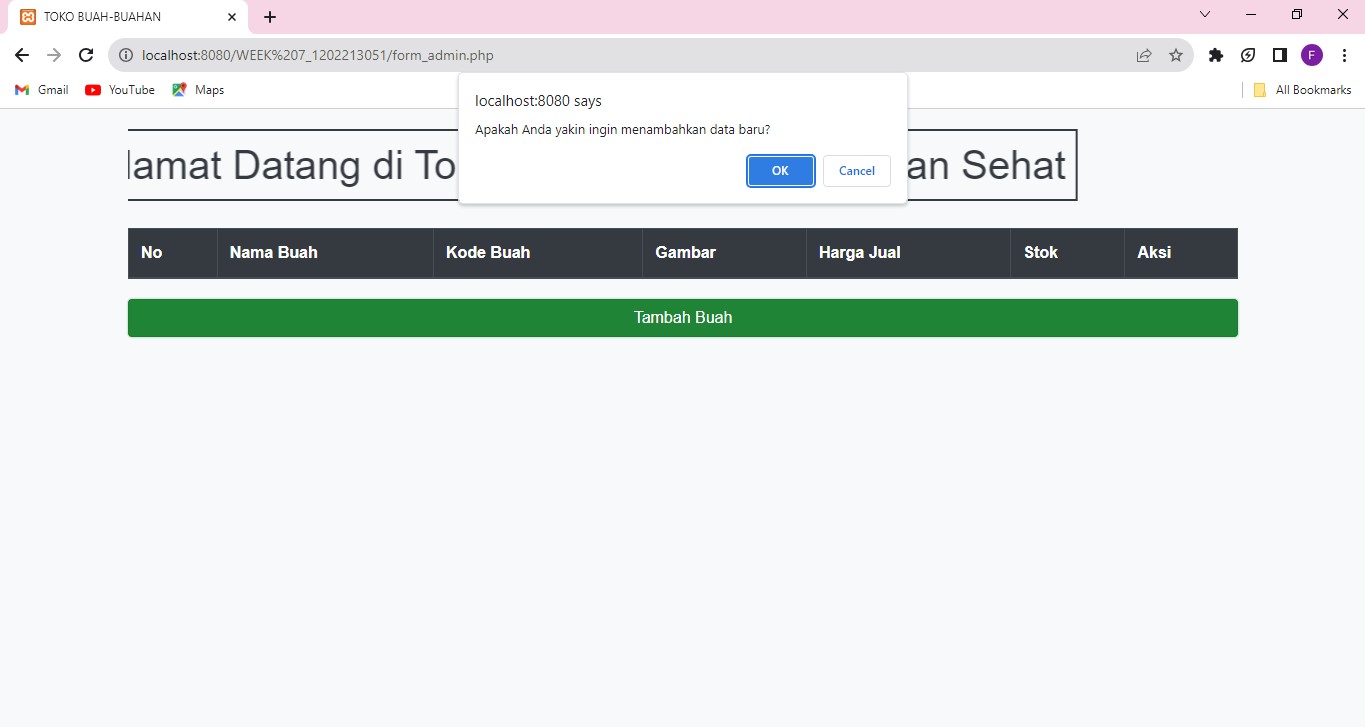 TOKO BUAH-BUAHAN
localhost:8080/WEEK%207_1202213051/form_admin.php
F
Gmail YouTube Maps All Bookmarks
localhost:8080 says
Apakah Anda yakin ingin menambahkan data baru?
OK Cancel
lamat Datang di To an Sehat
No Nama Buah Kode Buah Gambar Harga Jual Stok Aksi
Tambah Buah